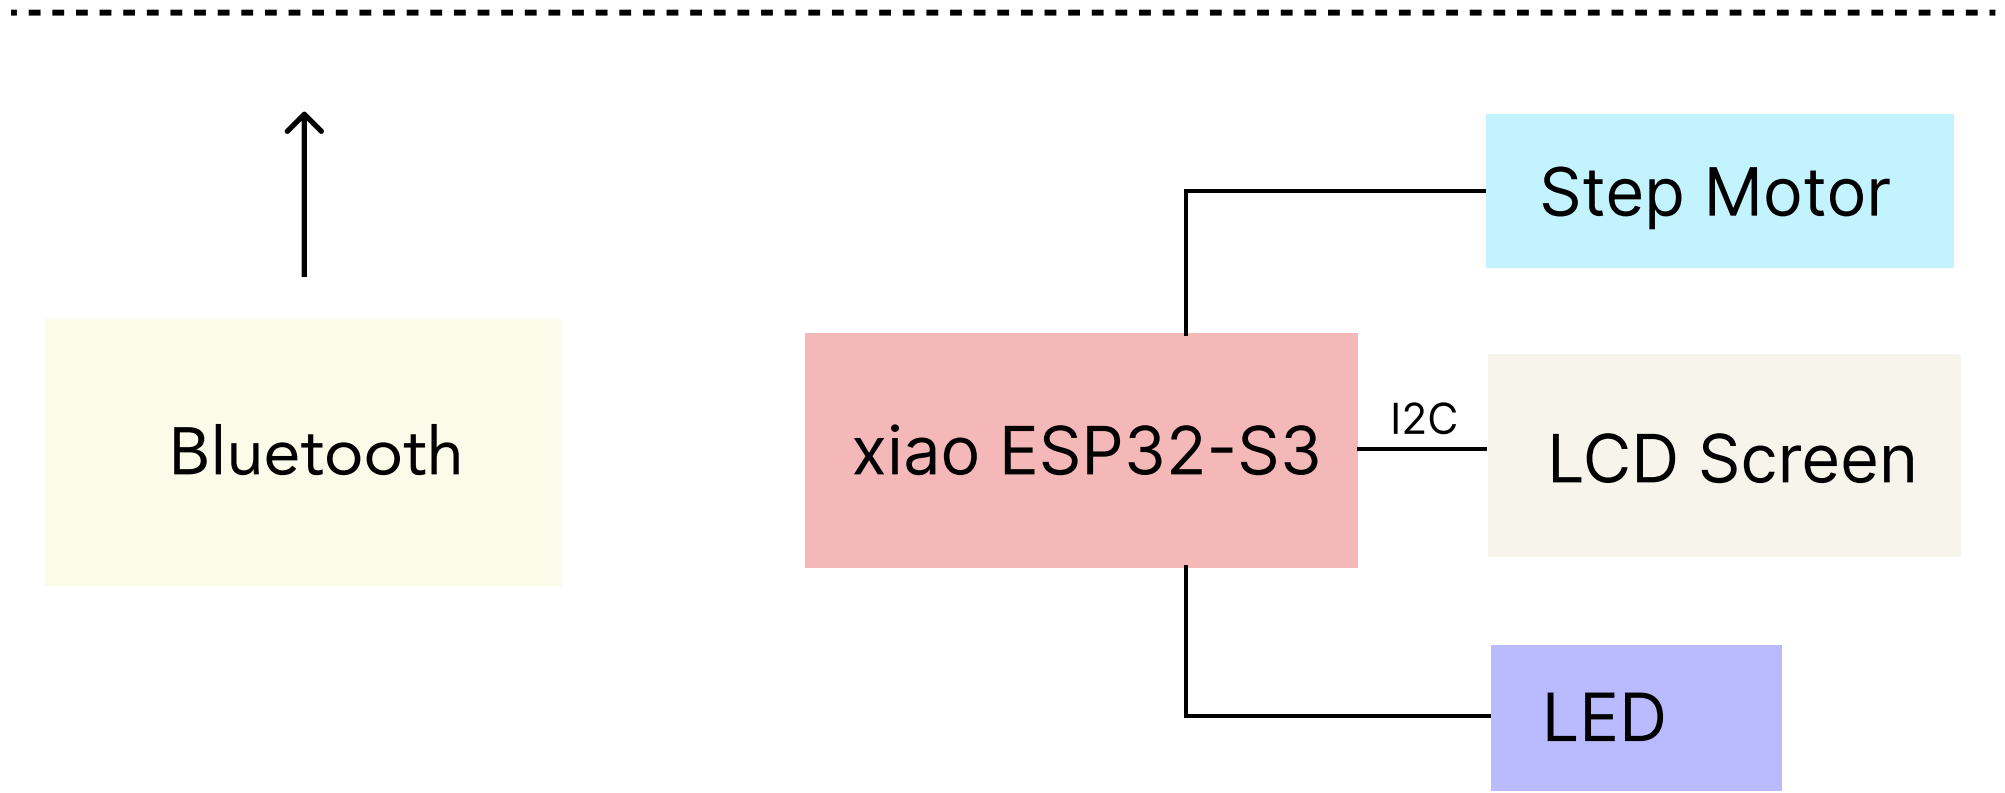 Step Motor
I2C
Bluetooth
xiao ESP32-S3
LCD Screen
LED